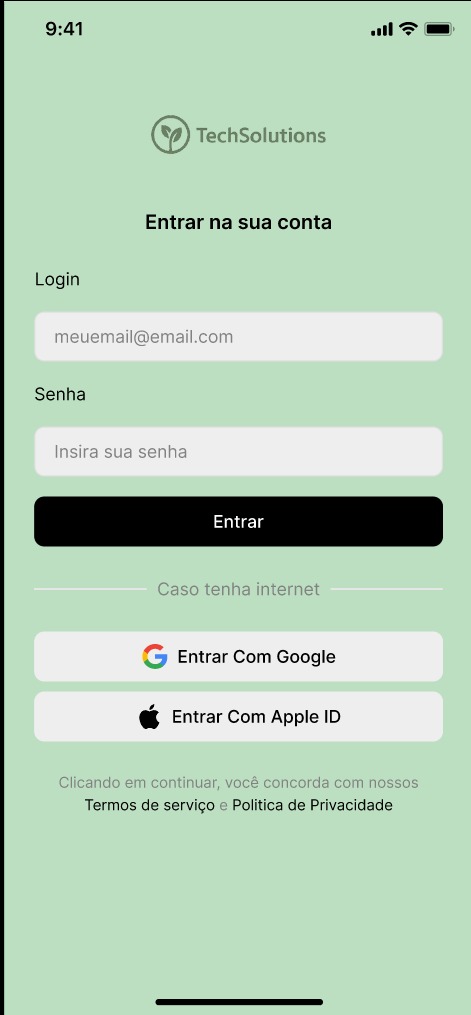 9:41
TechSolutions
Entrar na sua conta
Login
meuemail@email.com
Senha
Insira sua senha
Entrar
Caso tenha internet
Entrar Com Google
Entrar Com Apple ID
Clicando em continuar, você concorda com nossos
Termos de serviço e Politica de Privacidade